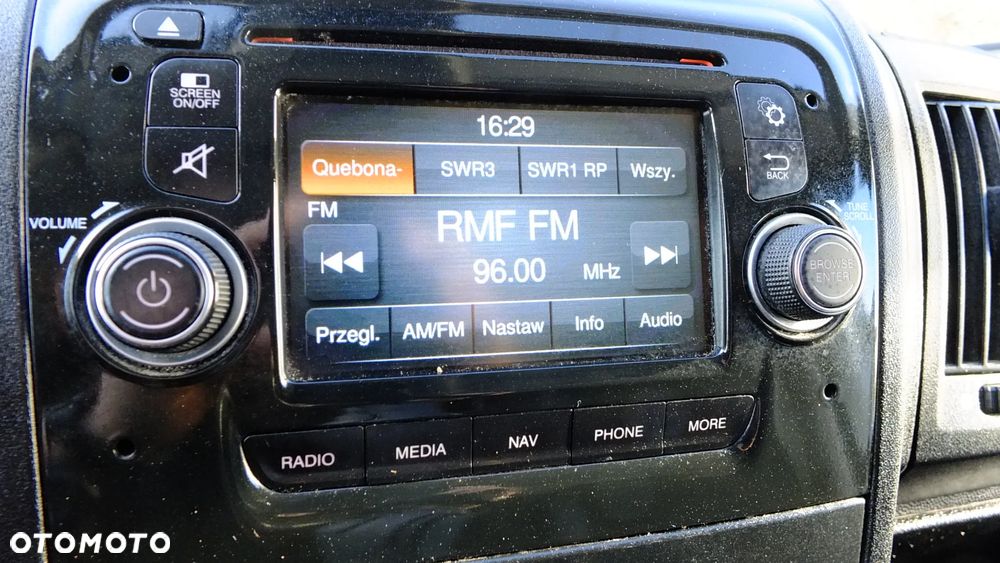 SCREEN
ON/OFF
VOLUME
16:29
Quebona- SWR3 SWR1 RP Wszy.
FM
RMF FM
96.00 MHz
Przegl. AM/FM Nastaw Info Audio
BACK
TUNE
SCROLL
BROWSE
ENTER
RADIO MEDIA NAV PHONE MORE
OTOMOTO